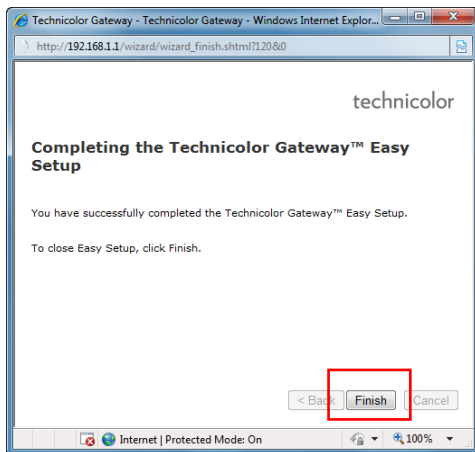 Technicolor Gateway - Technicolor Gateway - Windows Internet Explor...
http://192.168.1.1/wizard/wizard_finish.shtml?120&0
technicolor
Completing the Technicolor Gateway™ Easy
Setup
You have successfully completed the Technicolor Gateway™ Easy Setup.
To close Easy Setup, click Finish.
< Back Finish Cancel
Internet | Protected Mode: On 100%